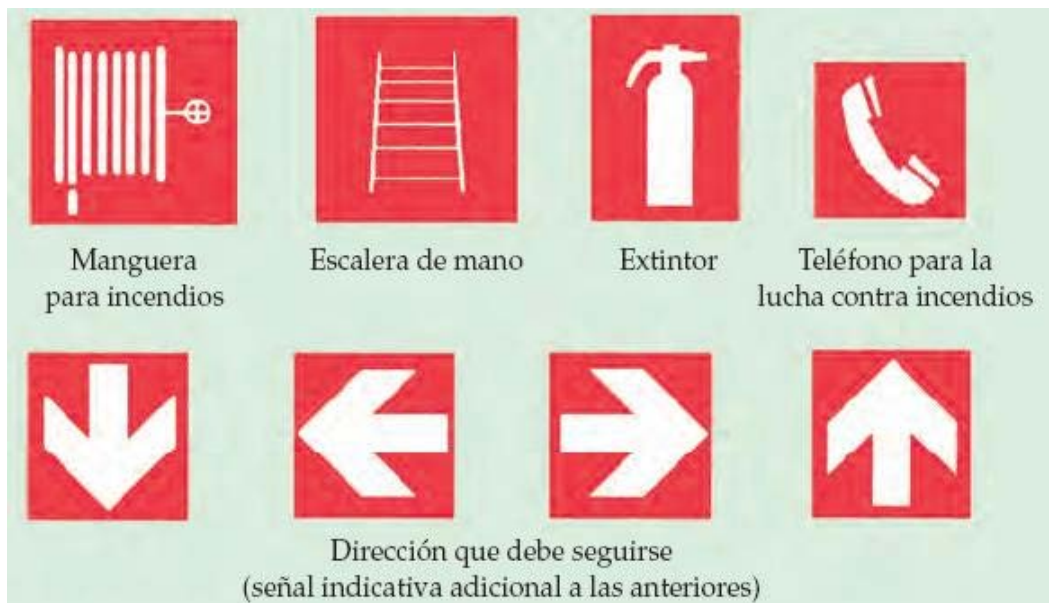 Manguera
para incendios
Escalera de mano
Extintor
Teléfono para la
lucha contra incendios
Dirección que debe seguirse
(señal indicativa adicional a las anteriores)